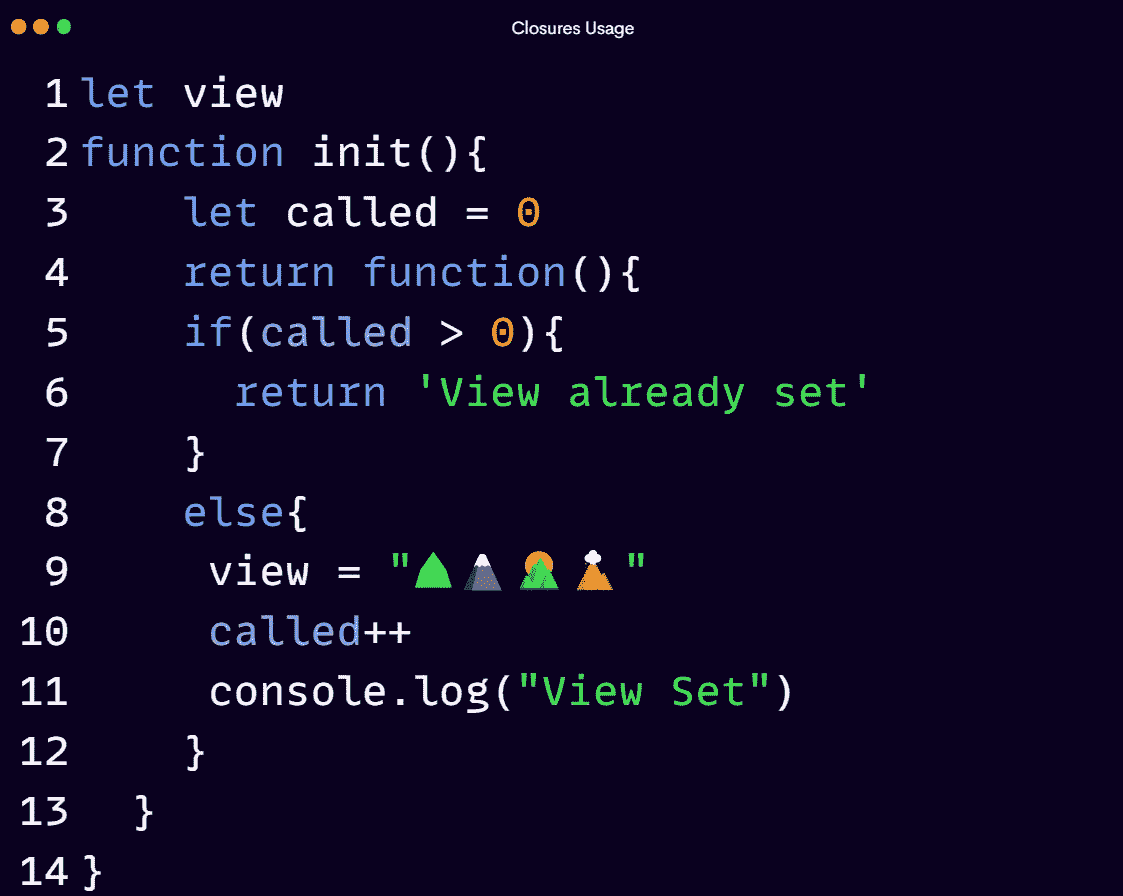 Closures Usage
1 let view
2 function init(){
3     let called = 0
4     return function(){
5     if(called > 0){
6       return 'View already set'
7     }
8     else{
9      view = "⛰🏔🌄🌋"
10      called++
11      console.log("View Set")
12     }
13   }
14 }